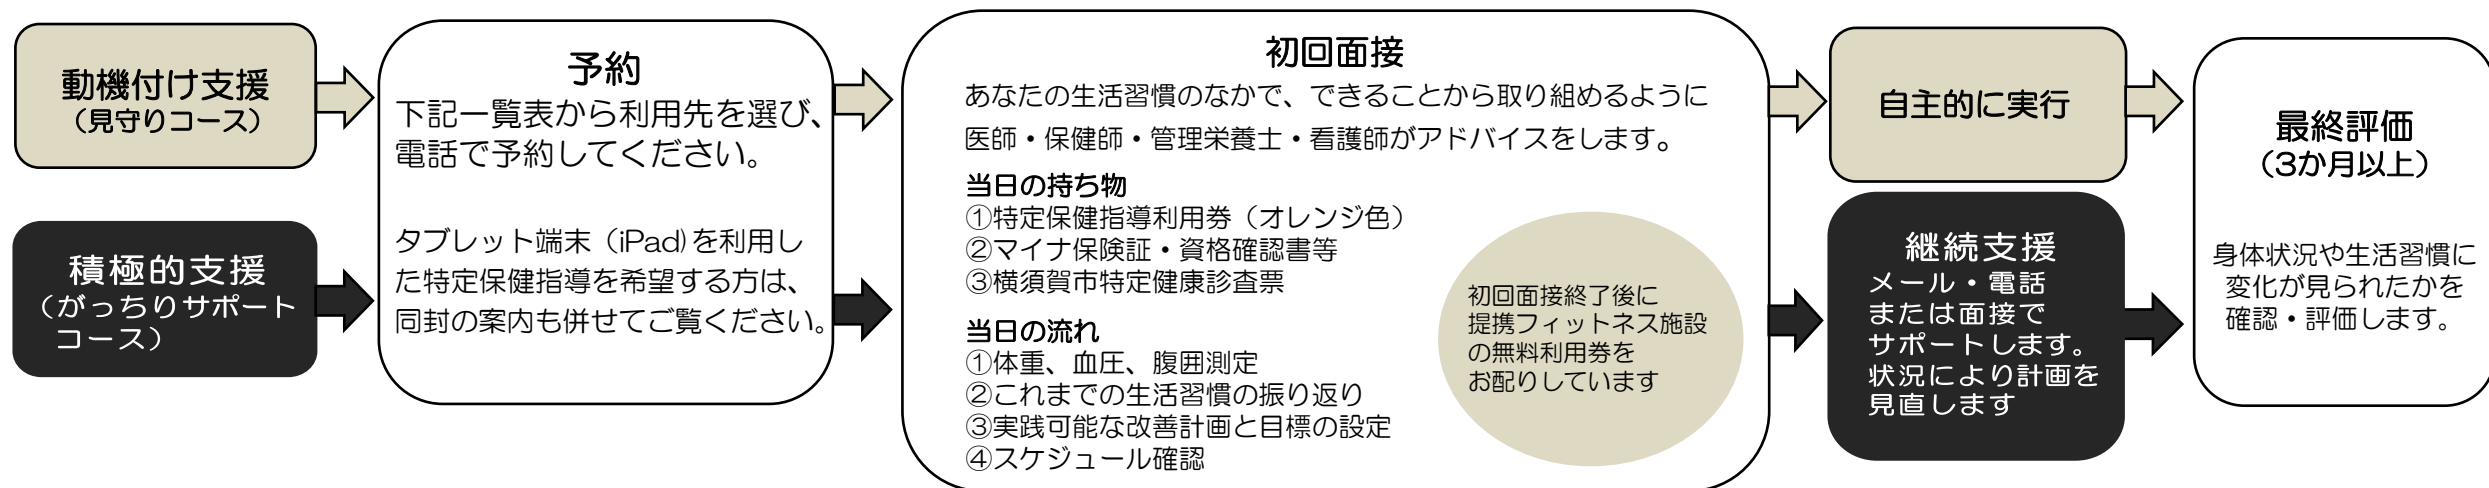 動機付け支援
（見守りコース）
積極的支援
（がっちりサポート
コース）
予約
下記一覧表から利用先を選び、
電話で予約してください。
タブレット端末（iPad)を利用し
た特定保健指導を希望する方は、
同封の案内も併せてご覧ください。
初回面接
あなたの生活習慣のなかで、できることから取り組めるように
医師・保健師・管理栄養士・看護師がアドバイスをします。
当日の持ち物
①特定保健指導利用券（オレンジ色）
②マイナ保険証・資格確認書等
③横須賀市特定健康診査票
当日の流れ
①体重、血圧、腹囲測定
②これまでの生活習慣の振り返り
③実践可能な改善計画と目標の設定
④スケジュール確認
初回面接終了後に
提携フィットネス施設
の無料利用券を
お配りしています
自主的に実行
継続支援
メール・電話
または面接で
サポートします。
状況により計画を
見直します
最終評価
（3か月以上）
身体状況や生活習慣に
変化が見られたかを
確認・評価します。